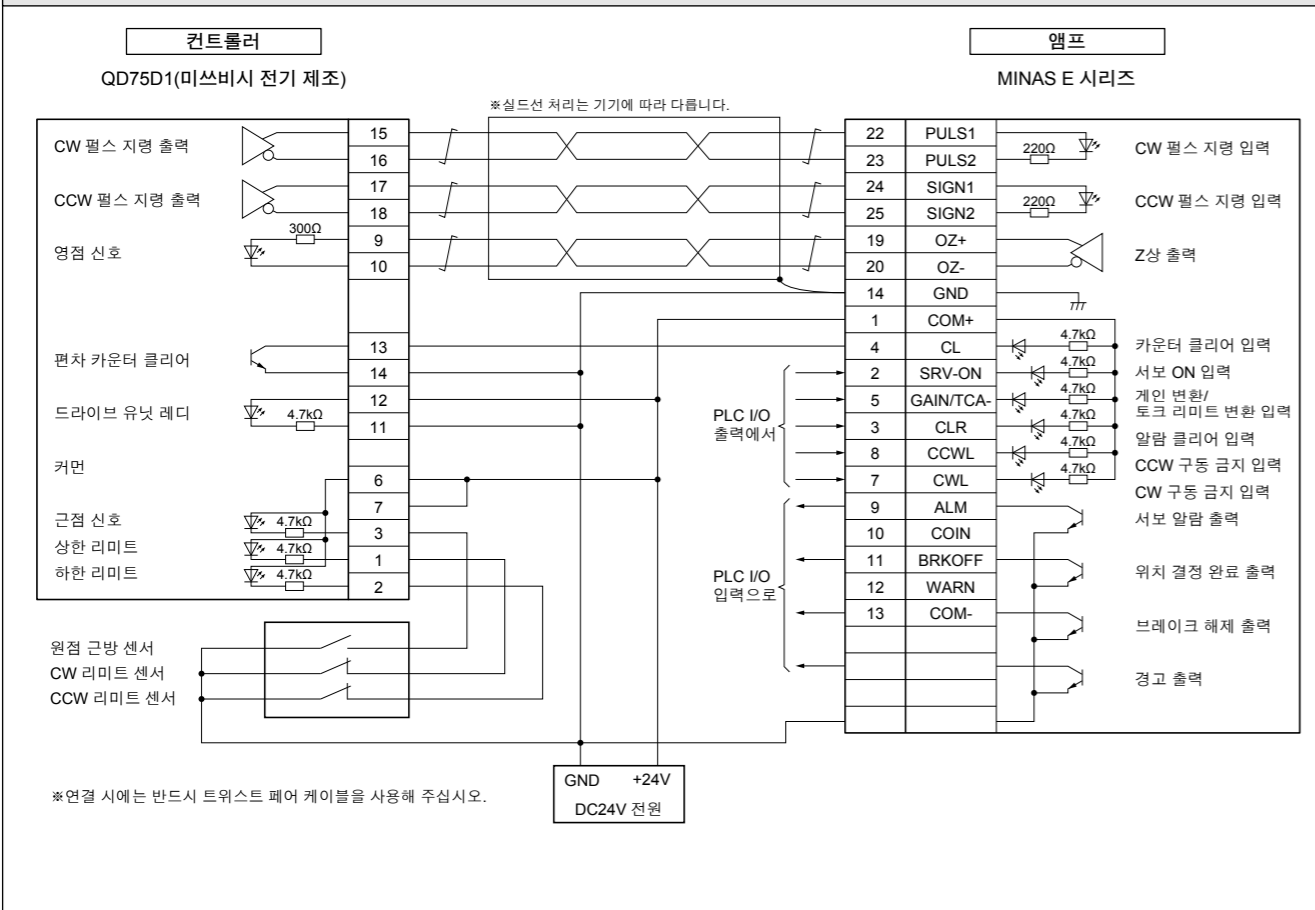 컨트롤러
QD75D1(미쓰비시 전기 제조)
앰프
MINAS E 시리즈
※실드선 처리는 기기에 따라 다릅니다.
CW 펄스 지령 출력
15
16
CCW 펄스 지령 출력
17
18
영점 신호
300Ω
9
10
편차 카운터 클리어
13
14
드라이브 유닛 레디
4.7kΩ
12
11
커먼
6
7
근점 신호
4.7kΩ
3
상한 리미트
4.7kΩ
1
하한 리미트
4.7kΩ
2
원점 근방 센서
CW 리미트 센서
CCW 리미트 센서
※연결 시에는 반드시 트위스트 페어 케이블을 사용해 주십시오.
GND +24V
DC24V 전원
PLC I/O
출력에서
PLC I/O
입력으로
22 PULS1
23 PULS2
220Ω
CW 펄스 지령 입력
24 SIGN1
25 SIGN2
220Ω
CCW 펄스 지령 입력
19 OZ+
20 OZ-
Z상 출력
14 GND
1 COM+
4 CL
4.7kΩ
카운터 클리어 입력
2 SRV-ON
4.7kΩ
서보 ON 입력
5 GAIN/TCA-
4.7kΩ
게인 변환/
토크 리미트 변환 입력
3 CLR
4.7kΩ
알람 클리어 입력
8 CCWL
4.7kΩ
CCW 구동 금지 입력
7 CWL
4.7kΩ
CW 구동 금지 입력
9 ALM
서보 알람 출력
10 COIN
11 BRKOFF
위치 결정 완료 출력
12 WARN
13 COM-
브레이크 해제 출력
경고 출력